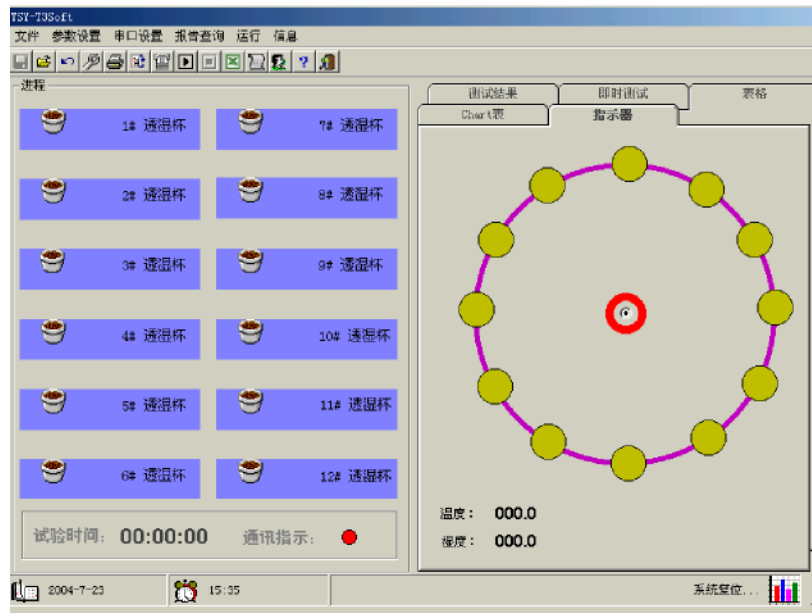 TSY-T3Soft
文件 参数设置 串口设置 报告查询 运行 信息
进程
1# 透湿杯
7# 透湿杯
2# 透湿杯
8# 透湿杯
3# 透湿杯
9# 透湿杯
4# 透湿杯
10# 透湿杯
5# 透湿杯
11# 透湿杯
6# 透湿杯
12# 透湿杯
试验时间: 00:00:00 通讯指示:
测试结果 即时测试 表格
Chart表 指示器
温度: 000.0
湿度: 000.0
2004-7-23 15:35 系统复位...